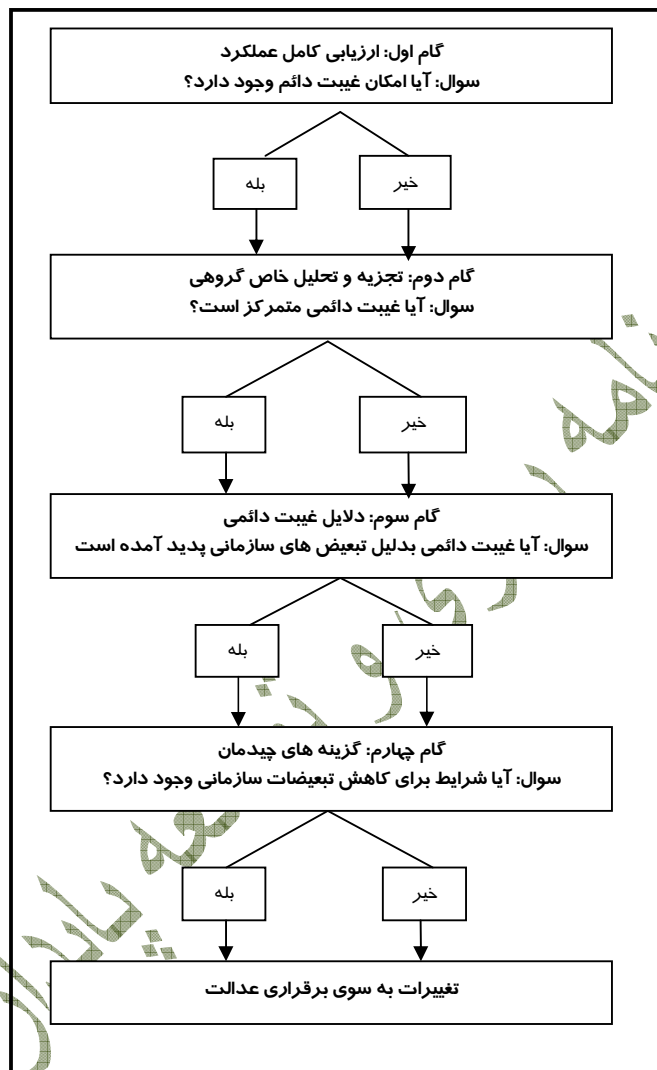 گام اول: ارزیابی کامل عملکرد
سوال: آیا امکان غیبت دائم وجود دارد؟
خیر
بله
گام دوم: تجزیه و تحلیل خاص گروهی
سوال: آیا غیبت دائمی متمرکز است؟
خیر
بله
گام سوم: دلایل غیبت دائمی
سوال: آیا غیبت دائمی بدلیل تبعیض های سازمانی پدید آمده است
خیر
بله
گام چهارم: گزینه های چیدمان
سوال: آیا شرایط برای کاهش تبعیضات سازمانی وجود دارد؟
خیر
بله
تغییرات به سوی برقراری عدالت